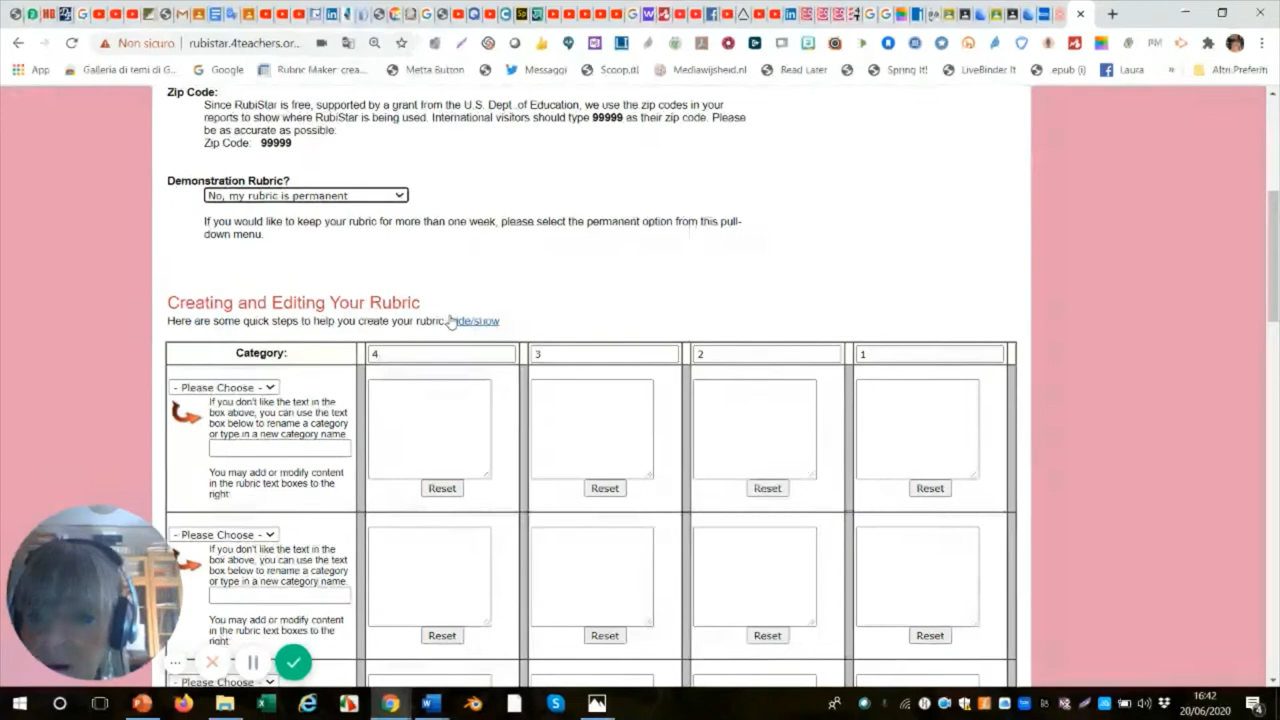 Non sicuro rubistar.4teachers.or...
App Galleria di temi di G... Google Rubric Maker: crea... Metta Button Messaggi Scoop.it! Mediawijsheid.nl Read Later Spring It! LiveBinder It epub (i) Laura » Altri Preferiti
Zip Code:
Since RubiStar is free, supported by a grant from the U.S. Dept. of Education, we use the zip codes in your
reports to show where RubiStar is being used. International visitors should type 99999 as their zip code. Please
be as accurate as possible.
Zip Code: 99999
Demonstration Rubric?
No, my rubric is permanent
If you would like to keep your rubric for more than one week, please select the permanent option from this pull-
down menu.
Creating and Editing Your Rubric
Here are some quick steps to help you create your rubric. hide/show
Category: 4 3 2 1
- Please Choose -
If you don't like the text in the
box above, you can use the text
box below to rename a category
or type in a new category name
You may add or modify content
in the rubric text boxes to the
right:
Reset Reset Reset Reset
- Please Choose -
If you don't like the text in the
box above, you can use the text
box below to rename a category
or type in a new category name
You may add or modify content
in the rubric text boxes to the
right:
Reset Reset Reset Reset
- Please Choose -
16:42
20/06/2020